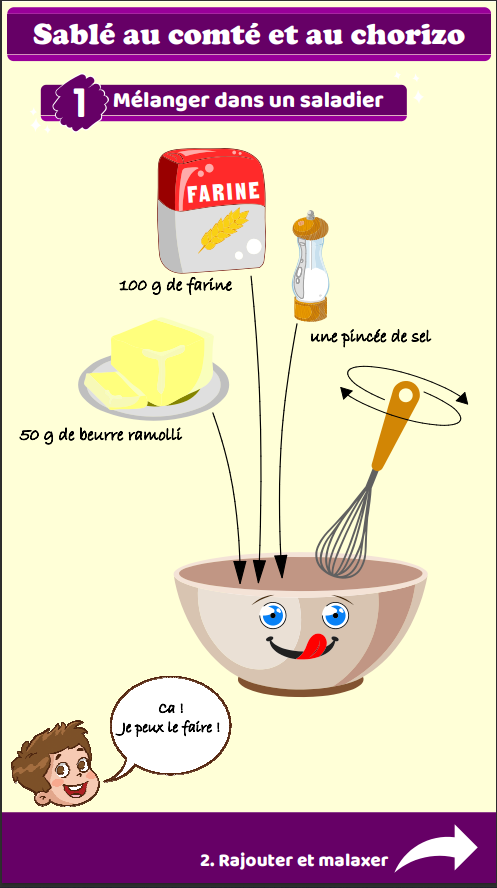 Sablé au comté et au chorizo
1 Mélanger dans un saladier
FARINE
100 g de farine
une pincée de sel
50 g de beurre ramolli
Ca !
Je peux le faire !
2. Rajouter et malaxer